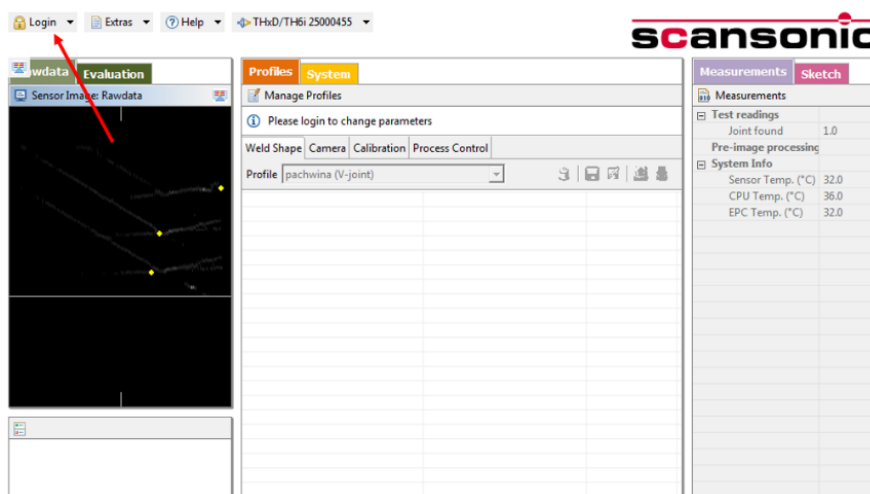 Login Extras Help THxD/TH6i 25000455
scansonic
wdata Evaluation
Sensor Image: Rawdata
Profiles System
Manage Profiles
Please login to change parameters
Weld Shape Camera Calibration Process Control
Profile pachwina (V-joint)
Measurements Sketch
Measurements
Test readings
Joint found 1.0
Pre-image processing
System Info
Sensor Temp. (°C) 32.0
CPU Temp. (°C) 36.0
EPC Temp. (°C) 32.0